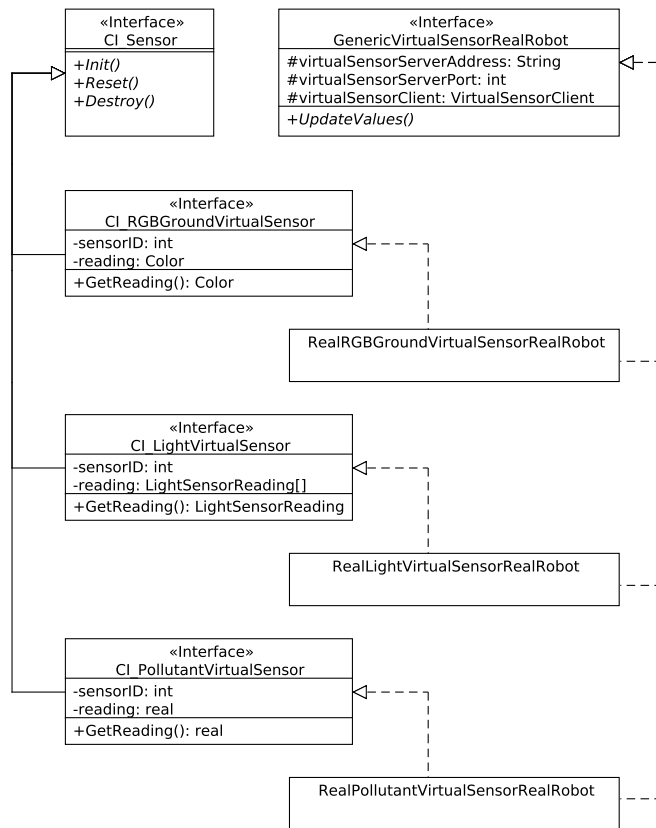 «Interface»
CI_Sensor
+Init()
+Reset()
+Destroy()
«Interface»
GenericVirtualSensorRealRobot
#virtualSensorServerAddress: String
#virtualSensorServerPort: int
#virtualSensorClient: VirtualSensorClient
+UpdateValues()
«Interface»
CI_RGBGroundVirtualSensor
-sensorID: int
-reading: Color
+GetReading(): Color
RealRGBGroundVirtualSensorRealRobot
«Interface»
CI_LightVirtualSensor
-sensorID: int
-reading: LightSensorReading[]
+GetReading(): LightSensorReading
RealLightVirtualSensorRealRobot
«Interface»
CI_PollutantVirtualSensor
-sensorID: int
-reading: real
+GetReading(): real
RealPollutantVirtualSensorRealRobot